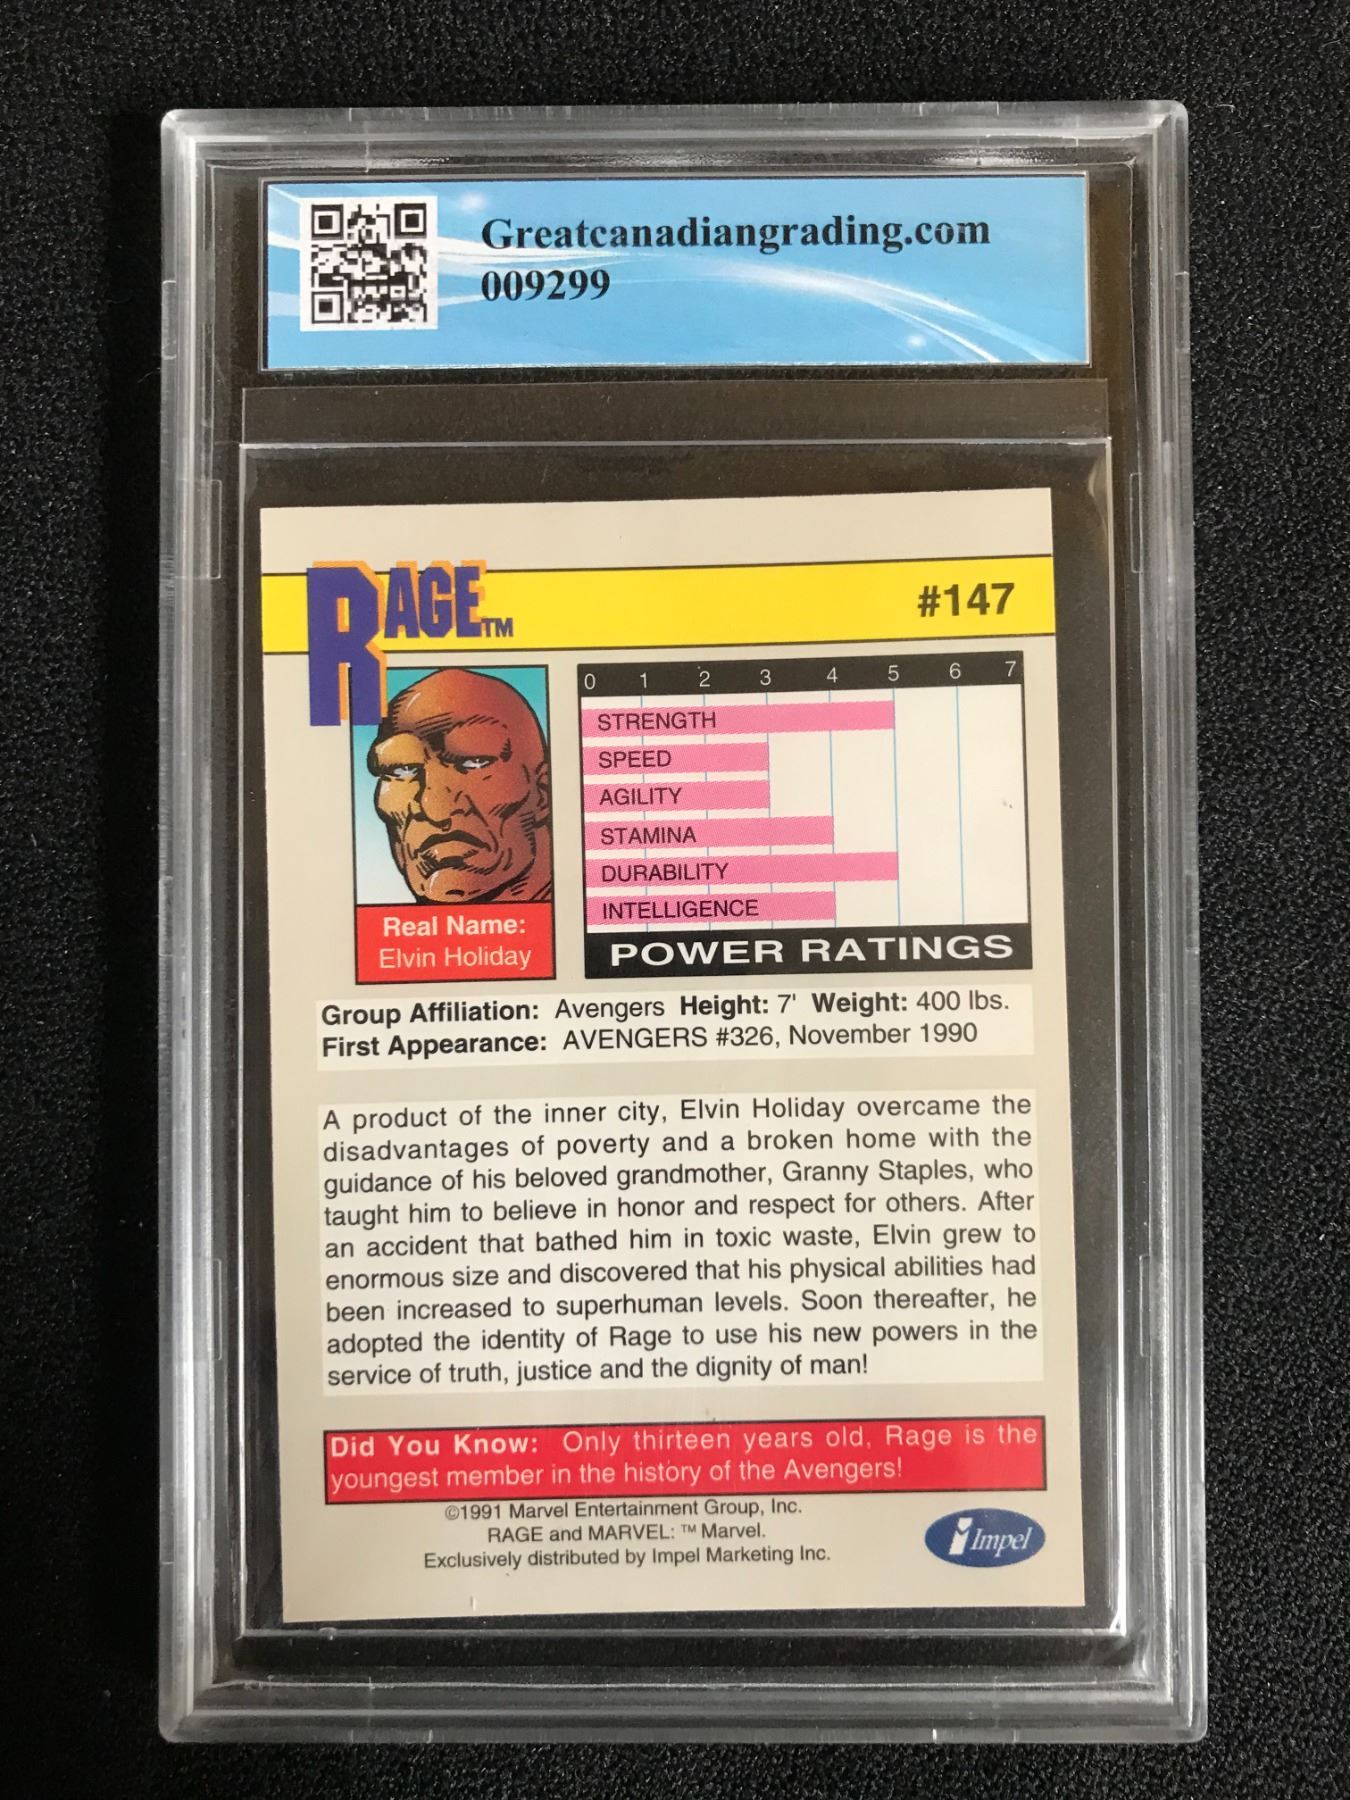 Greatcanadiangrading.com
009299
RAGE™
#147
0 1 2 3 4 5 6 7
STRENGTH
SPEED
AGILITY
STAMINA
DURABILITY
INTELLIGENCE
POWER RATINGS
Real Name:
Elvin Holiday
Group Affiliation: Avengers Height: 7' Weight: 400 lbs.
First Appearance: AVENGERS #326, November 1990
A product of the inner city, Elvin Holiday overcame the
disadvantages of poverty and a broken home with the
guidance of his beloved grandmother, Granny Staples, who
taught him to believe in honor and respect for others. After
an accident that bathed him in toxic waste, Elvin grew to
enormous size and discovered that his physical abilities had
been increased to superhuman levels. Soon thereafter, he
adopted the identity of Rage to use his new powers in the
service of truth, justice and the dignity of man!
Did You Know: Only thirteen years old, Rage is the
youngest member in the history of the Avengers!
©1991 Marvel Entertainment Group, Inc.
RAGE and MARVEL: ™ Marvel.
Exclusively distributed by Impel Marketing Inc.
Impel